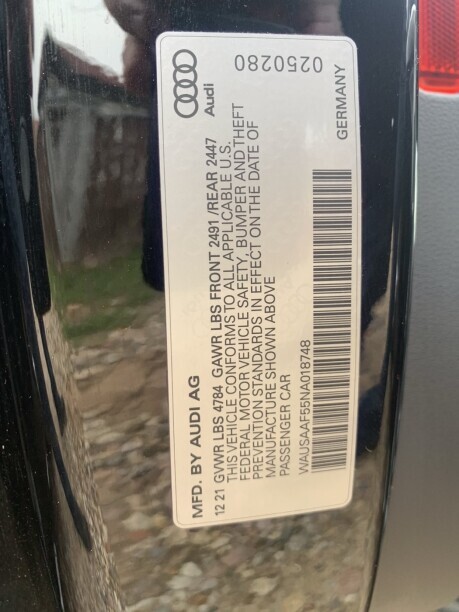 MFD. BY AUDI AG
Audi
12 21 GVWR LBS 4784 GAWR LBS FRONT 2491 /REAR 2447
THIS VEHICLE CONFORMS TO ALL APPLICABLE U.S.
FEDERAL MOTOR VEHICLE SAFETY, BUMPER AND THEFT
PREVENTION STANDARDS IN EFFECT ON THE DATE OF
MANUFACTURE SHOWN ABOVE
PASSENGER CAR
WAUSAAF55NA018748
0250280
GERMANY